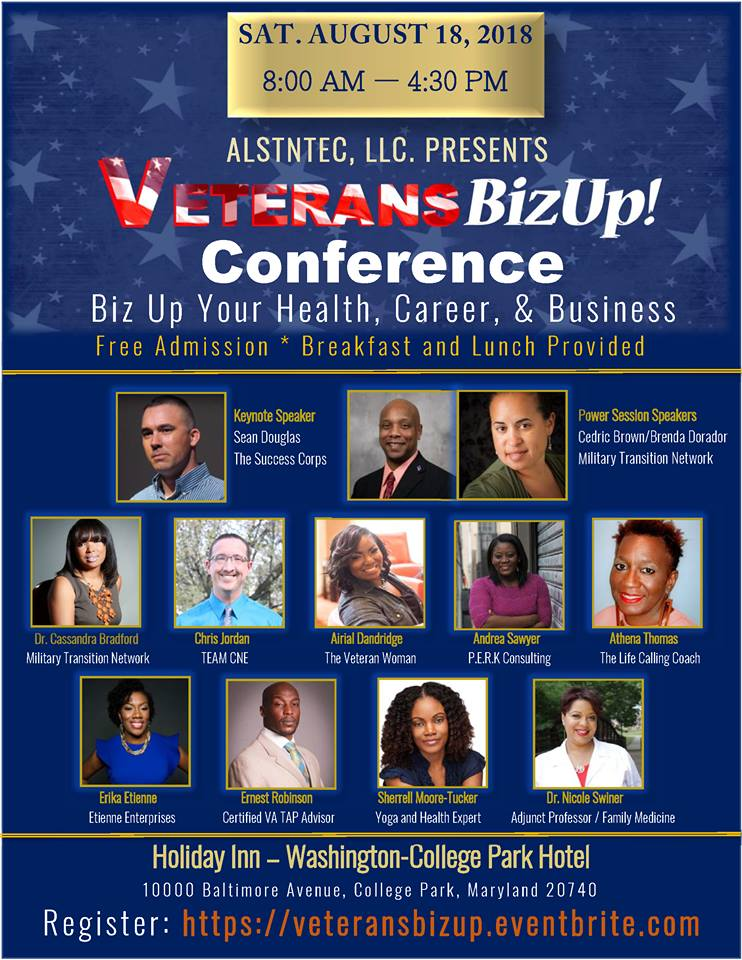 SAT. AUGUST 18, 2018
8:00 AM — 4:30 PM
ALSTNTEC, LLC. PRESENTS
VETERANS BizUp!
Conference
Biz Up Your Health, Career, & Business
Free Admission * Breakfast and Lunch Provided
Keynote Speaker
Sean Douglas
The Success Corps
Power Session Speakers
Cedric Brown/Brenda Dorador
Military Transition Network
Dr. Cassandra Bradford
Military Transition Network
Chris Jordan
TEAM CNE
Airial Dandridge
The Veteran Woman
Andrea Sawyer
P.E.R.K Consulting
Athena Thomas
The Life Calling Coach
Erika Etienne
Etienne Enterprises
Ernest Robinson
Certified VA TAP Advisor
Sherrell Moore-Tucker
Yoga and Health Expert
Dr. Nicole Swiner
Adjunct Professor / Family Medicine
Holiday Inn – Washington-College Park Hotel
10000 Baltimore Avenue, College Park, Maryland 20740
Register: https://veteransbizup.eventbrite.com